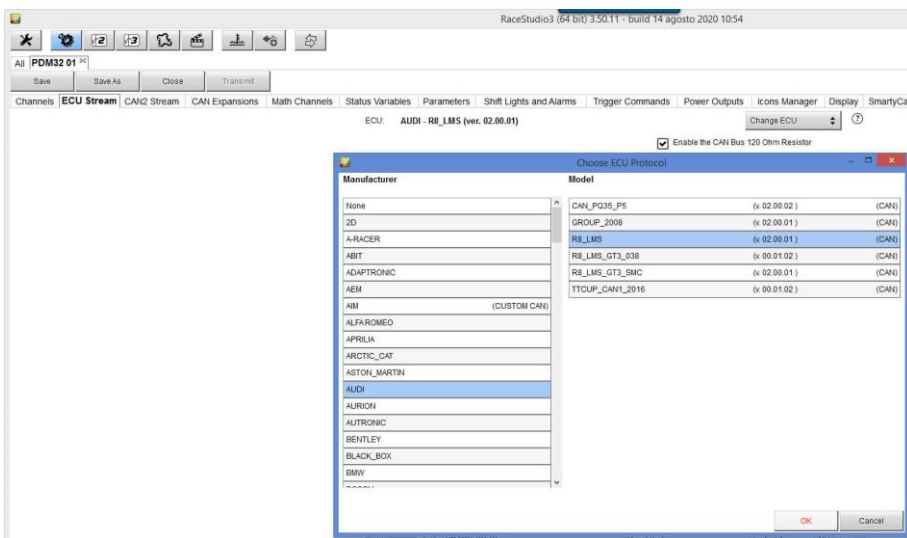 RaceStudio3 (64 bit) 3.50.11 - build 14 agosto 2020 10:54
All PDM32 01
Save Save As Close Transmit
Channels ECU Stream CAN2 Stream CAN Expansions Math Channels Status Variables Parameters Shift Lights and Alarms Trigger Commands Power Outputs Icons Manager Display SmartyCa
ECU: AUDI - R8_LMS (ver. 02.00.01) Change ECU ?
Enable the CAN Bus 120 Ohm Resistor
Choose ECU Protocol
Manufacturer Model
None CAN_PQ35_P5 (v. 02.00.02 ) (CAN)
2D GROUP_2008 (v. 02.00.01 ) (CAN)
A-RACER R8_LMS (v. 02.00.01 ) (CAN)
ABIT R8_LMS_GT3_038 (v. 00.01.02 ) (CAN)
ADAPTRONIC R8_LMS_GT3_SMC (v. 02.00.01 ) (CAN)
AEM TTCUP_CAN1_2016 (v. 00.01.02 ) (CAN)
AIM (CUSTOM CAN)
ALFAROMEO
APRILIA
ARCTIC_CAT
ASTON_MARTIN
AUDI
AURION
AUTRONIC
BENTLEY
BLACK_BOX
BMW
OK Cancel